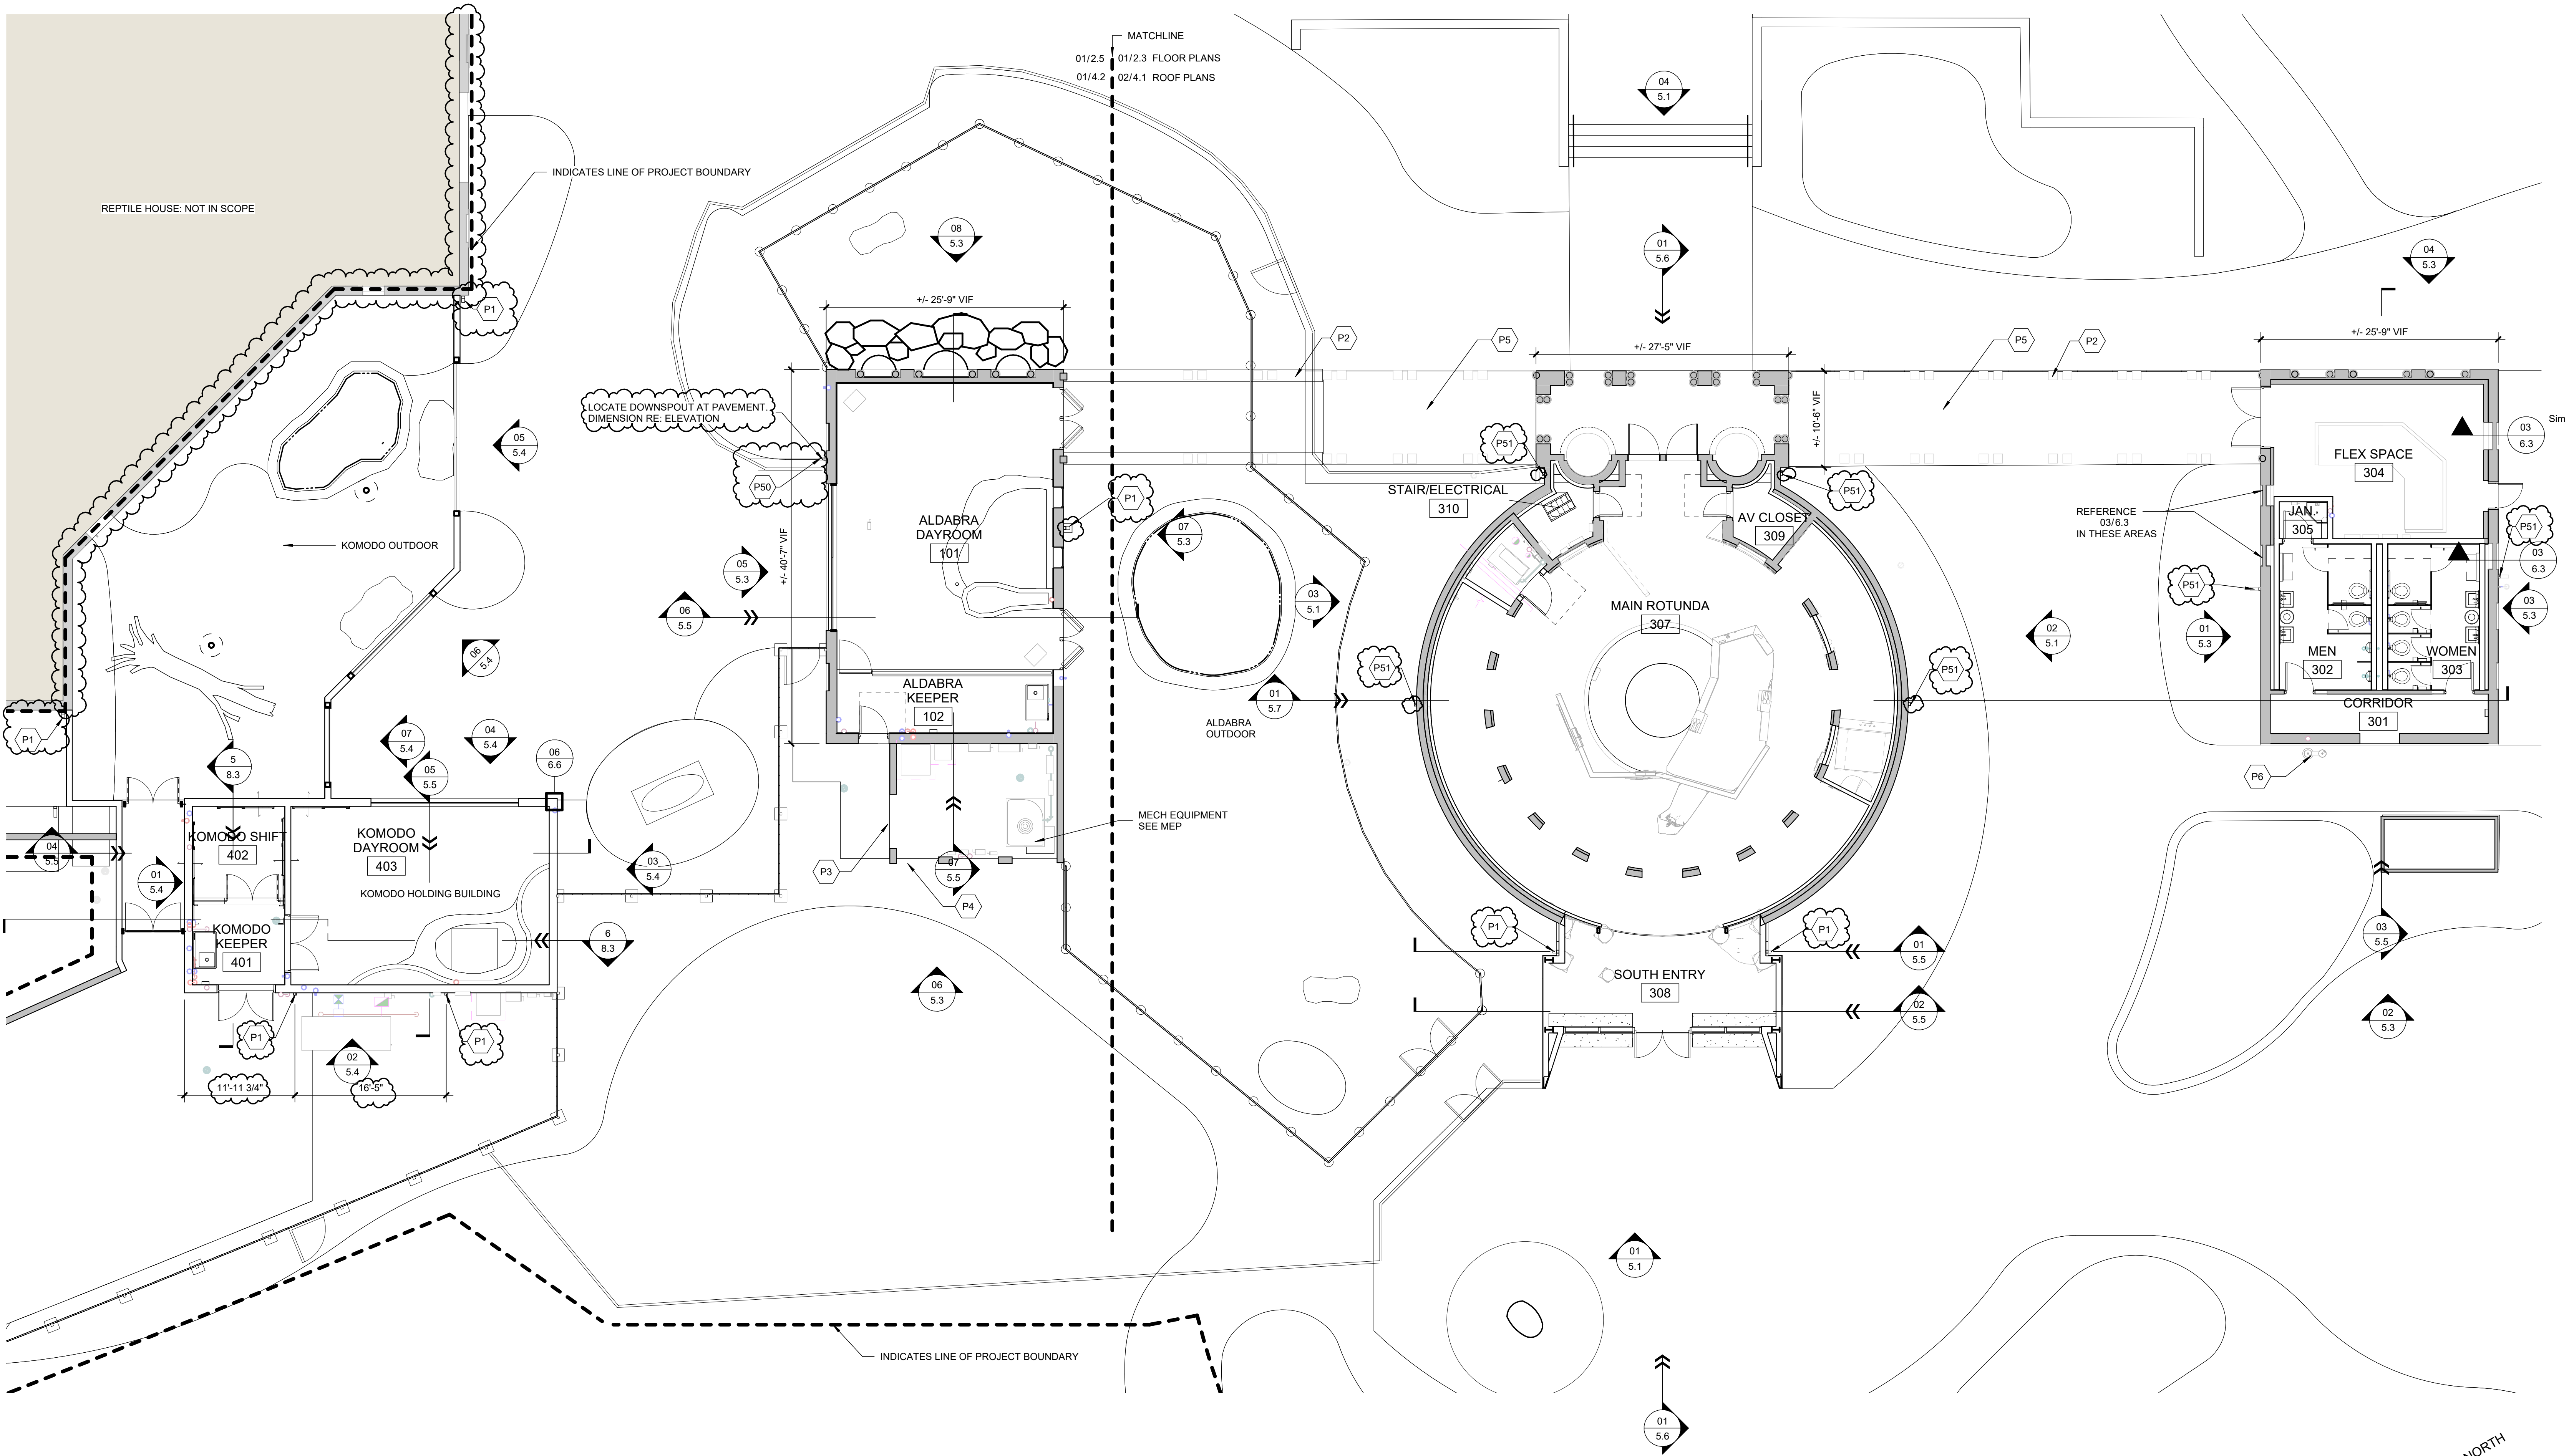 MATCHLINE
01/2.5 01/2.3 FLOOR PLANS
01/4.2 02/4.1 ROOF PLANS
04
5.1
INDICATES LINE OF PROJECT BOUNDARY
REPTILE HOUSE: NOT IN SCOPE
08
5.3
01
5.6
04
5.3
P1
+/- 25'-9" VIF
P2
P5
+/- 27'-5" VIF
P5
P2
+/- 25'-9" VIF
LOCATE DOWNSPOUT AT PAVEMENT.
DIMENSION RE: ELEVATION
+/- 10'-6" VIF
Sim
03
6.3
05
5.4
P51
FLEX SPACE
304
P50
P1
STAIR/ELECTRICAL
310
P51
REFERENCE
03/6.3
IN THESE AREAS
JAN.
305
P51
AV CLOSET
309
ALDABRA
DAYROOM
101
07
5.3
KOMODO OUTDOOR
+/- 40'-7" VIF
05
5.3
03
6.3
P51
03
5.1
MAIN ROTUNDA
307
06
5.5
03
5.3
02
5.1
01
5.3
06
5.4
MEN
302
WOMEN
303
P51
P51
ALDABRA
KEEPER
102
01
5.7
CORRIDOR
301
ALDABRA
OUTDOOR
P1
07
5.4
04
5.4
5
8.3
05
5.5
06
6.6
P6
MECH EQUIPMENT
SEE MEP
KOMODO SHIFT
402
KOMODO
DAYROOM
403
04
5.5
01
5.4
03
5.4
P3
07
5.5
KOMODO HOLDING BUILDING
P4
KOMODO
KEEPER
401
6
8.3
P1
P1
01
5.5
03
5.5
SOUTH ENTRY
308
06
5.3
02
5.5
02
5.3
P1
P1
02
5.4
11'-11 3/4"
16'-5"
01
5.1
INDICATES LINE OF PROJECT BOUNDARY
01
5.6
NORTH